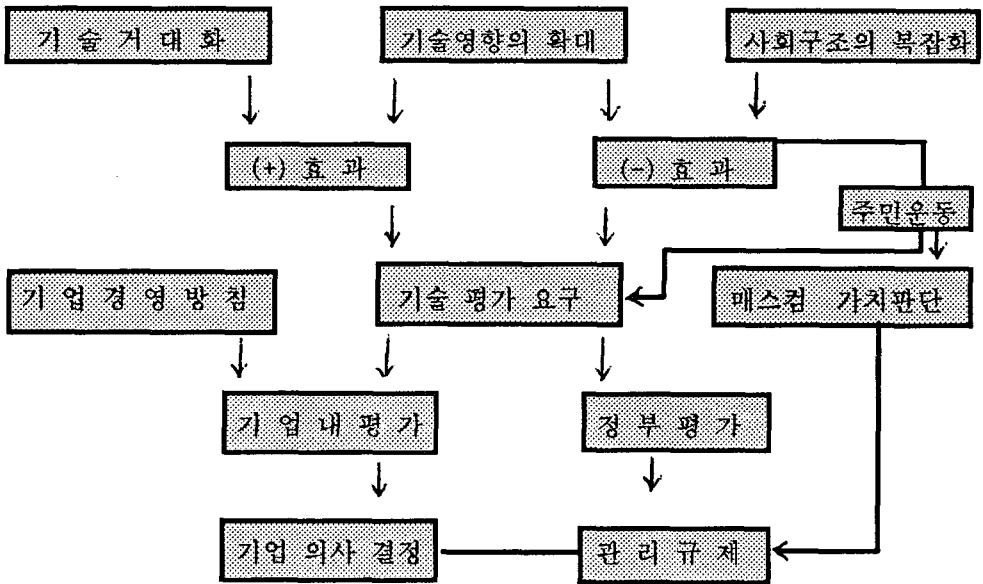 기 술 거 대 화
기술영향의 확대
사회구조의 복잡화
(+) 효 과
(-) 효 과
주민운동
기 업 경 영 방 침
기술 평가 요구
매스컴 가치판단
기 업 내 평 가
정 부 평 가
기업 의사 결정
관 리 규 제